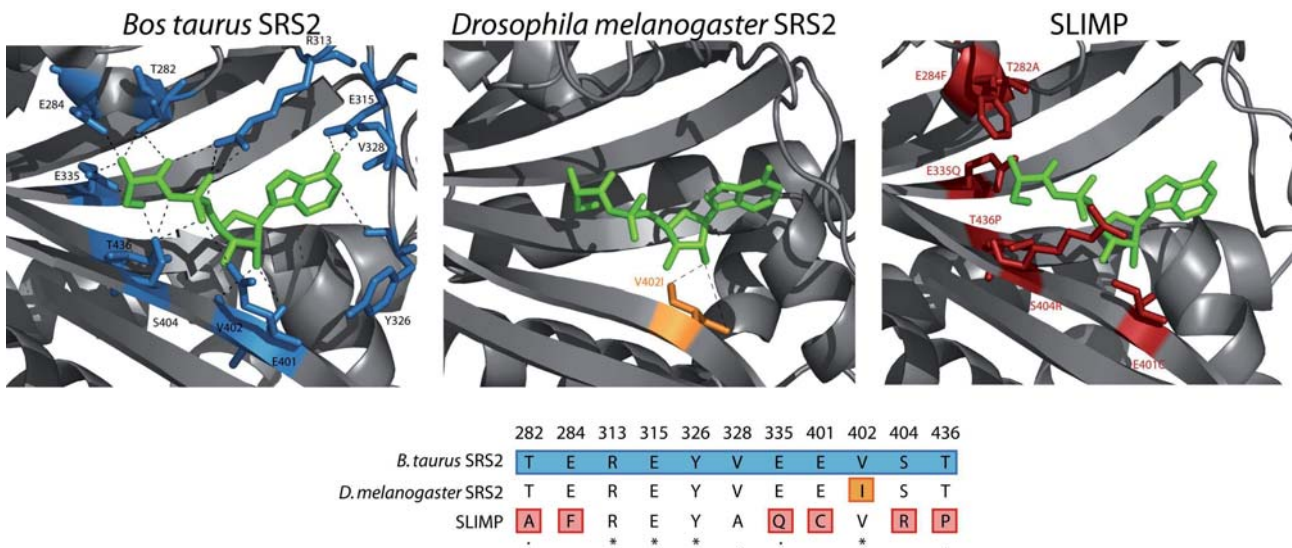 Bos taurus SRS2
Drosophila melanogaster SRS2
SLIMP
R313
T282
E284
E315
V328
E335
T436
S404
V402
E401
Y326
V402I
T282A
E284F
E335Q
T436P
S404R
E401C
282 284 313 315 326 328 335 401 402 404 436
B. taurus SRS2 T E R E Y V E E V S T
D. melanogaster SRS2 T E R E Y V E E I S T
SLIMP A F R E Y A Q C V R P
. * * * . . * .